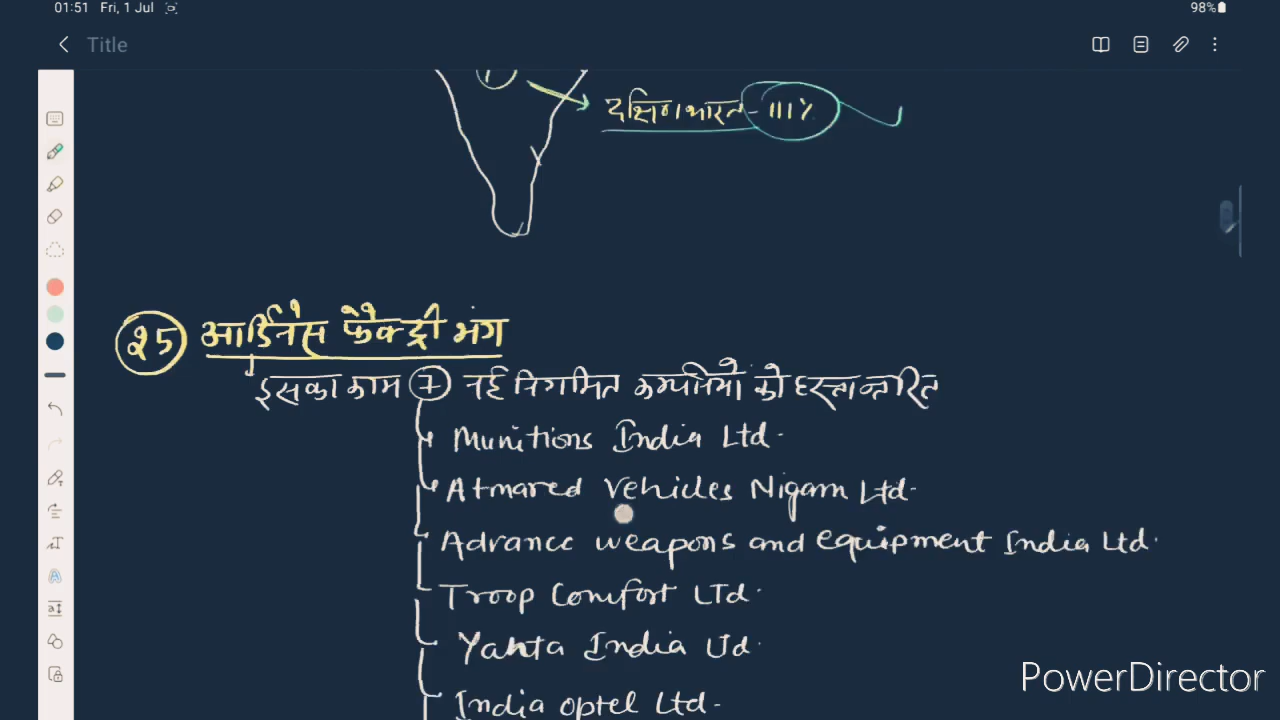 01:51 Fri, 1 Jul 98%
Title
दक्षिण भारत - 111%
25 आर्डिनेंस फैक्ट्री भंग
इसका काम 7 नई निगमित कम्पनियों को हस्तान्तरित
Munitions India Ltd.
Atmared Vehicles Nigam Ltd.
Advance weapons and equipment India Ltd.
Troop Comfort LTd.
Yanta India Ltd.
India optel Ltd.
PowerDirector